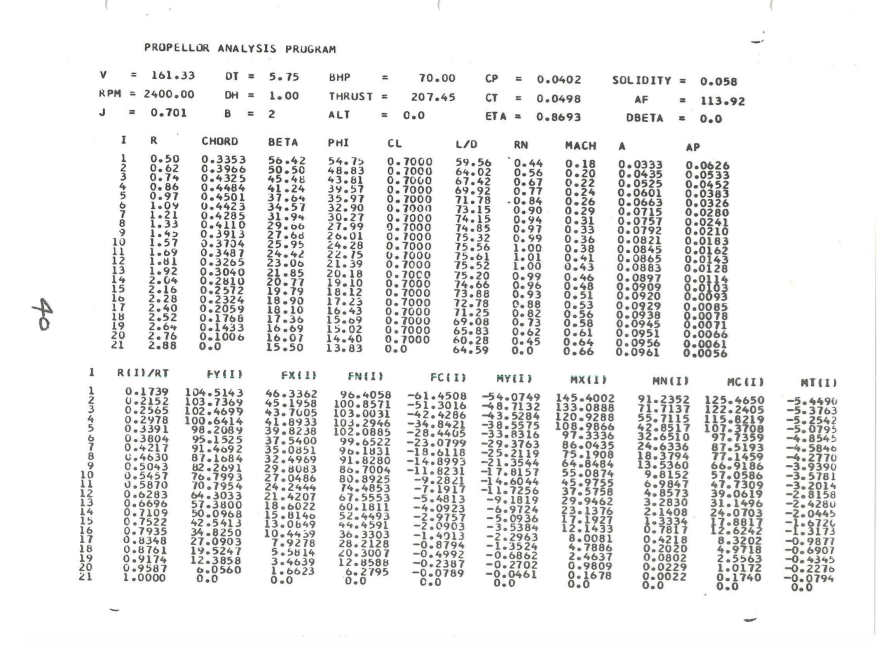 PROPELLOR ANALYSIS PROGRAM
V = 161.33 DT = 5.75 BHP = 70.00 CP = 0.0402 SOLIDITY = 0.058
RPM = 2400.00 DH = 1.00 THRUST = 207.45 CT = 0.0498 AF = 113.92
J = 0.701 B = 2 ALT = 0.0 ETA = 0.8693 DBETA = 0.0
I R CHORD BETA PHI CL L/D RN MACH A AP
1 0.50 0.3353 56.42 54.75 0.7000 59.56 0.44 0.18 0.0333 0.0626
2 0.62 0.3966 50.50 48.83 0.7000 64.02 0.56 0.20 0.0435 0.0533
3 0.74 0.4325 45.48 43.81 0.7000 67.42 0.67 0.22 0.0525 0.0452
4 0.86 0.4484 41.24 39.57 0.7000 69.92 0.77 0.24 0.0601 0.0383
5 0.97 0.4501 37.64 35.97 0.7000 71.78 0.84 0.26 0.0663 0.0326
6 1.09 0.4423 34.57 32.90 0.7000 73.15 0.90 0.29 0.0715 0.0280
7 1.21 0.4285 31.94 30.27 0.7000 74.15 0.94 0.31 0.0757 0.0241
8 1.33 0.4110 29.66 27.99 0.7000 74.85 0.97 0.33 0.0792 0.0210
9 1.45 0.3913 27.68 26.01 0.7000 75.32 0.99 0.36 0.0821 0.0183
10 1.57 0.3704 25.95 24.28 0.7000 75.56 1.00 0.38 0.0845 0.0162
11 1.69 0.3487 24.42 22.75 0.7000 75.61 1.01 0.41 0.0865 0.0143
12 1.81 0.3265 23.06 21.39 0.7000 75.52 1.00 0.43 0.0883 0.0128
13 1.92 0.3040 21.85 20.18 0.7000 75.20 0.99 0.46 0.0897 0.0114
14 2.04 0.2810 20.77 19.10 0.7000 74.66 0.96 0.48 0.0909 0.0103
15 2.16 0.2572 19.79 18.12 0.7000 73.88 0.93 0.51 0.0920 0.0093
16 2.28 0.2324 18.90 17.23 0.7000 72.78 0.88 0.53 0.0929 0.0085
17 2.40 0.2059 18.10 16.43 0.7000 71.25 0.82 0.56 0.0938 0.0078
18 2.52 0.1768 17.36 15.69 0.7000 69.08 0.73 0.58 0.0945 0.0071
19 2.64 0.1433 16.69 15.02 0.7000 65.83 0.62 0.61 0.0951 0.0066
20 2.76 0.1006 16.07 14.40 0.7000 60.28 0.45 0.64 0.0956 0.0061
21 2.88 0.0 15.50 13.83 0.0 64.59 0.0 0.66 0.0961 0.0056
40
I R(I)/RT FY(I) FX(I) FN(I) FC(I) MY(I) MX(I) MN(I) MC(I) MT(I)
1 0.1739 104.5143 46.3362 96.4058 -61.4508 -54.0749 145.4002 91.2352 125.4650 -5.4490
2 0.2152 103.7369 45.1958 100.8571 -51.3016 -48.7132 133.0888 71.7137 122.2405 -5.3763
3 0.2565 102.4699 43.7005 103.0031 -42.4286 -43.5284 120.9288 55.7115 115.8219 -5.2542
4 0.2978 100.6414 41.8933 103.2946 -34.8421 -38.5575 108.9866 42.8517 107.3208 -5.0795
5 0.3391 98.2089 39.8238 102.0885 -28.4405 -33.8316 97.3336 32.6510 97.7359 -4.8545
6 0.3804 95.1525 37.5400 99.6522 -23.0799 -29.3763 86.0435 24.6336 87.5193 -4.5846
7 0.4217 91.4692 35.0851 96.1831 -18.6118 -25.2119 75.1908 18.3794 77.1459 -4.2770
8 0.4630 87.1684 32.4969 91.8280 -14.8993 -21.3544 64.8484 13.5360 66.9186 -3.9390
9 0.5043 82.2691 29.8083 86.7004 -11.8231 -17.8157 55.0874 9.8152 57.0586 -3.5781
10 0.5457 76.7993 27.0486 80.8925 -9.2821 -14.6044 45.9755 6.9847 47.7309 -3.2014
11 0.5870 70.7954 24.2444 74.4853 -7.1917 -11.7256 37.5758 4.8573 39.0619 -2.8158
12 0.6283 64.3033 21.4207 67.5553 -5.4813 -9.1819 29.9462 3.2830 31.1496 -2.4280
13 0.6696 57.3800 18.6022 60.1811 -4.0923 -6.9724 23.1376 2.1408 24.0703 -2.0445
14 0.7109 50.0968 15.8146 52.4493 -2.9757 -5.0936 17.1927 1.3334 17.8817 -1.6720
15 0.7522 42.5413 13.0849 44.4591 -2.0903 -3.5384 12.1433 0.7817 12.6242 -1.3173
16 0.7935 34.8250 10.4459 36.3303 -1.4013 -2.2963 8.0081 0.4218 8.3202 -0.9877
17 0.8348 27.0903 7.9278 28.2128 -0.8794 -1.3524 4.7886 0.2020 4.9718 -0.6907
18 0.8761 19.5247 5.5814 20.3007 -0.4992 -0.6862 2.4637 0.0802 2.5563 -0.4345
19 0.9174 12.3858 3.4639 12.8588 -0.2387 -0.2702 0.9809 0.0229 1.0172 -0.2276
20 0.9587 6.0560 1.6623 6.2795 -0.0789 -0.0461 0.1678 0.0022 0.1740 -0.0794
21 1.0000 0.0 0.0 0.0 0.0 0.0 0.0 0.0 0.0 0.0